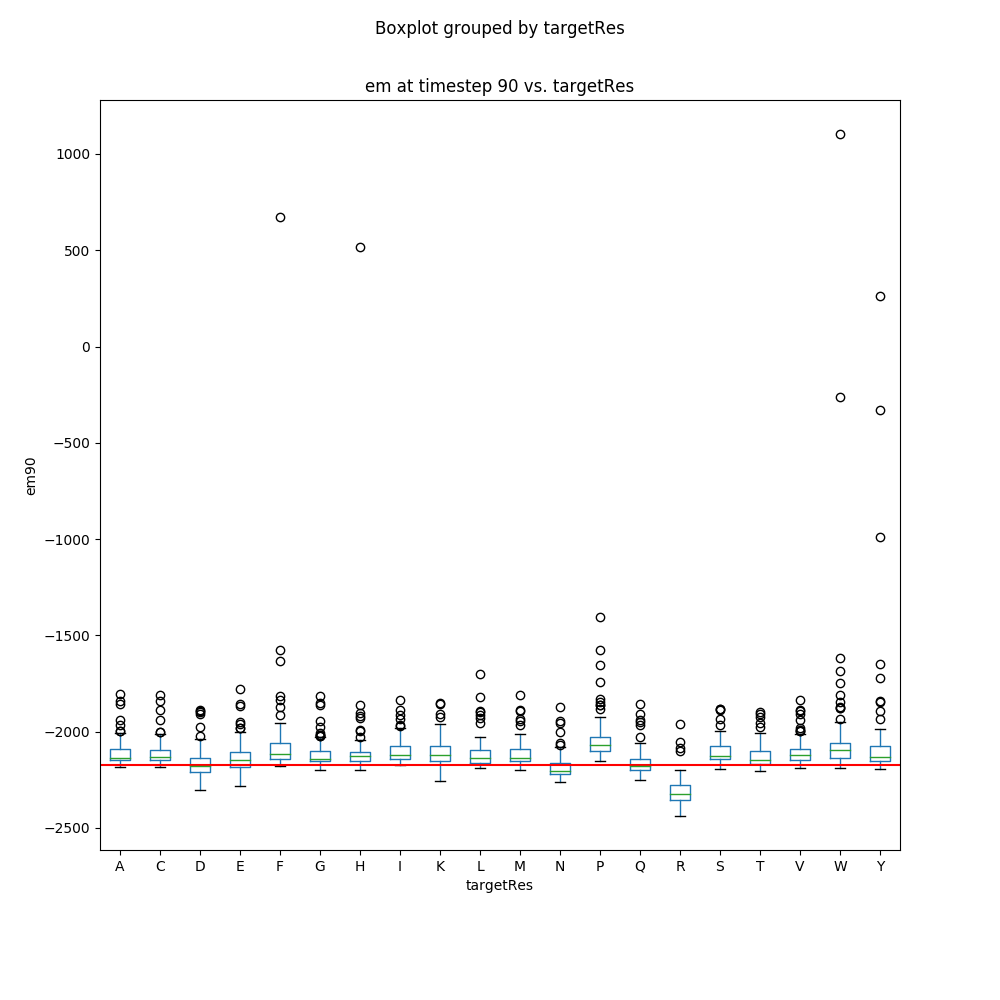 Boxplot grouped by targetRes
em at timestep 90 vs. targetRes
1000
500
0
−500
−1000
−1500
−2000
−2500
em90
A C D E F G H I K L M N P Q R S T V W Y
targetRes